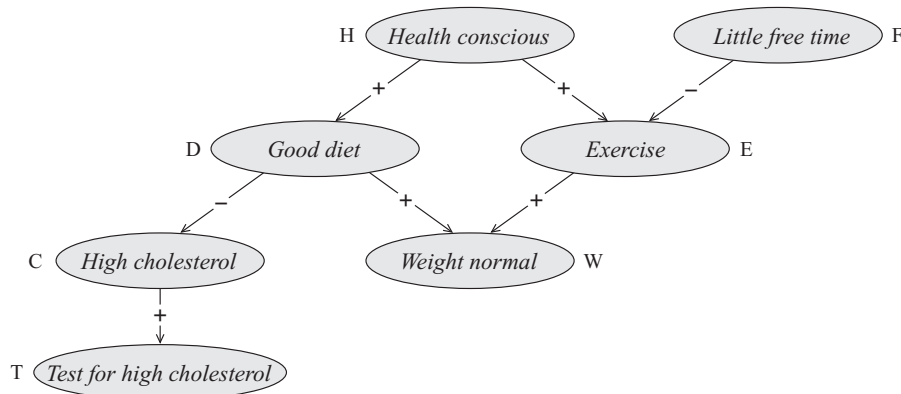 H Health conscious Little free time F
+ + −
D Good diet Exercise E
− + +
C High cholesterol Weight normal W
+
T Test for high cholesterol